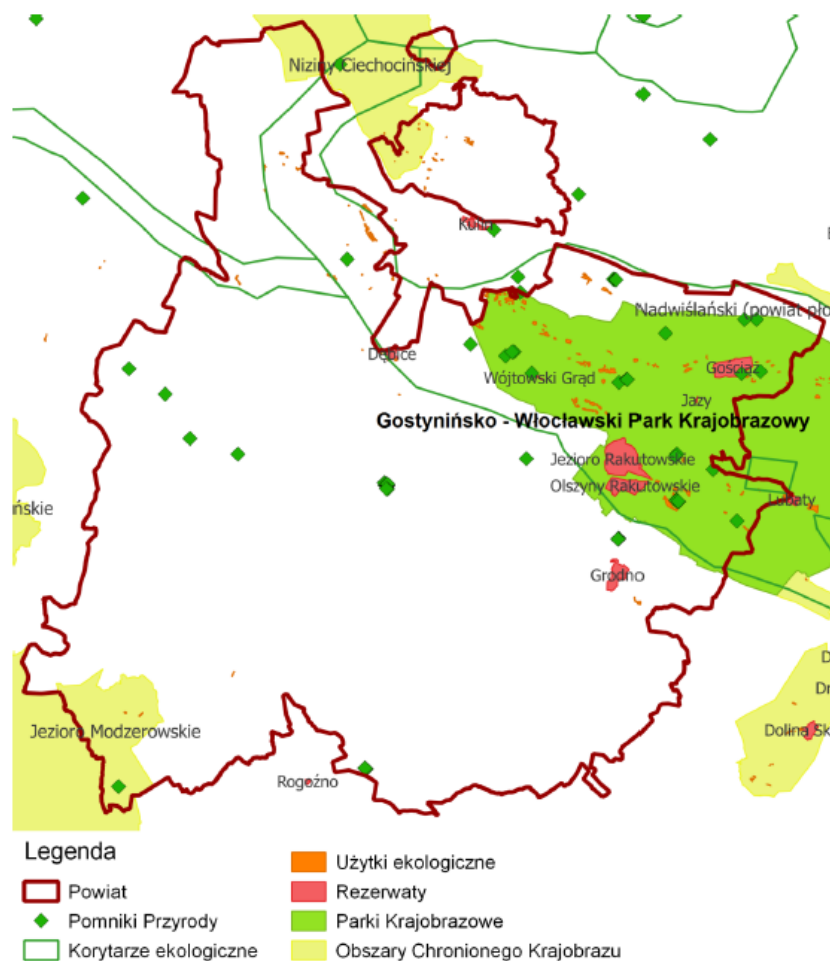 Niziny Ciechocińskiej
Kulin
Nadwiślański (powiat pło
Dębice
Gościąż
Wójtowski Grąd
Jazy
Gostynińsko - Włocławski Park Krajobrazowy
Jezioro Rakutowskie
Olszyny Rakutowskie
Lubaty
ńskie
Grodno
D
Dr
Jezioro Modzerowskie
Dolina Sk
Rogoźno
Legenda
Powiat
Pomniki Przyrody
Korytarze ekologiczne
Użytki ekologiczne
Rezerwaty
Parki Krajobrazowe
Obszary Chronionego Krajobrazu